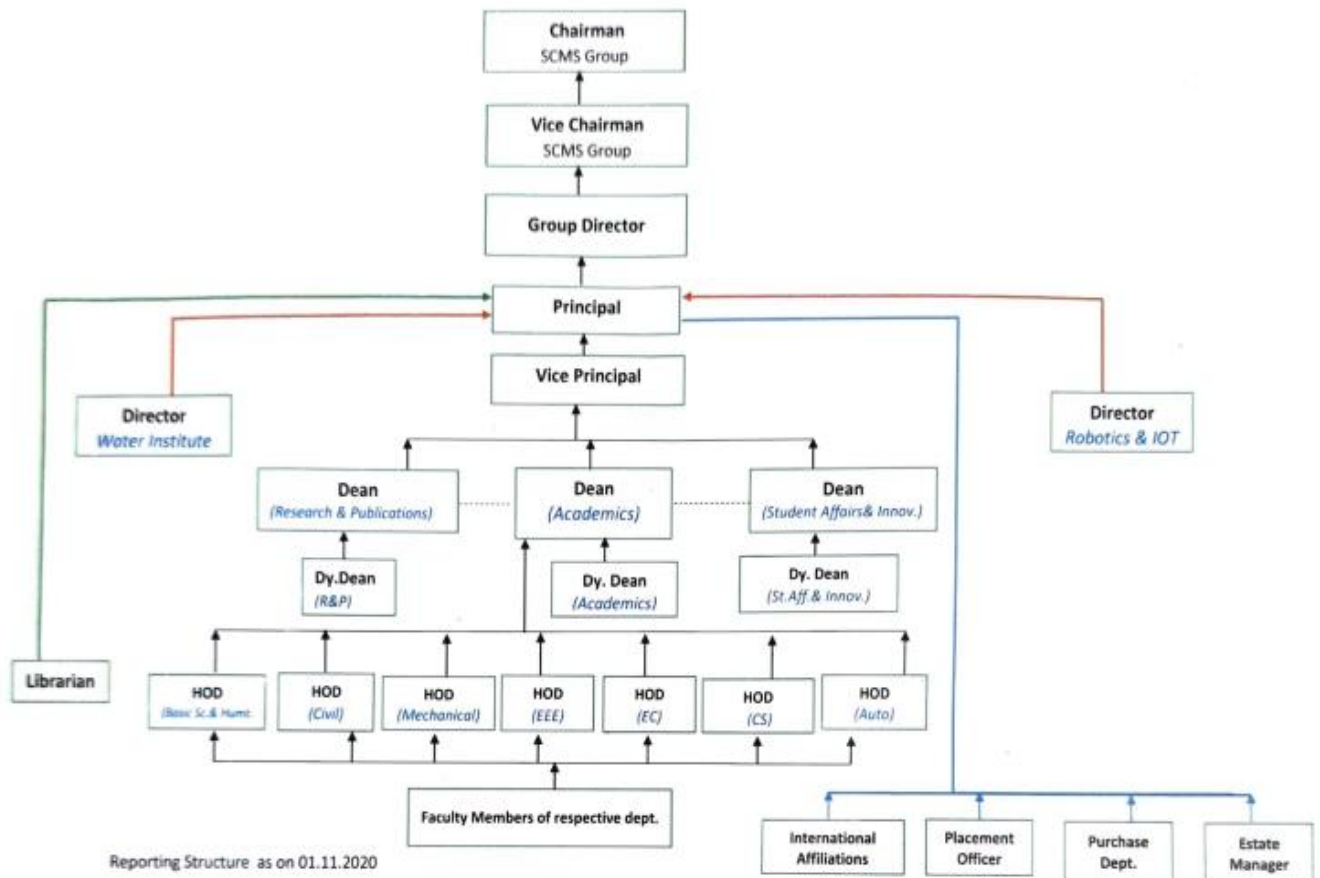 Chairman
SCMS Group
Vice Chairman
SCMS Group
Group Director
Principal
Vice Principal
Director
Water Institute
Director
Robotics & IOT
Dean
(Research & Publications)
Dean
(Academics)
Dean
(Student Affairs& Innov.)
Dy.Dean
(R&P)
Dy. Dean
(Academics)
Dy. Dean
(St.Aff.& Innov.)
Librarian
HOD
(Basic Sc.& Humt.
HOD
(Civil)
HOD
(Mechanical)
HOD
(EEE)
HOD
(EC)
HOD
(CS)
HOD
(Auto)
Faculty Members of respective dept.
International
Affiliations
Placement
Officer
Purchase
Dept.
Estate
Manager
Reporting Structure as on 01.11.2020